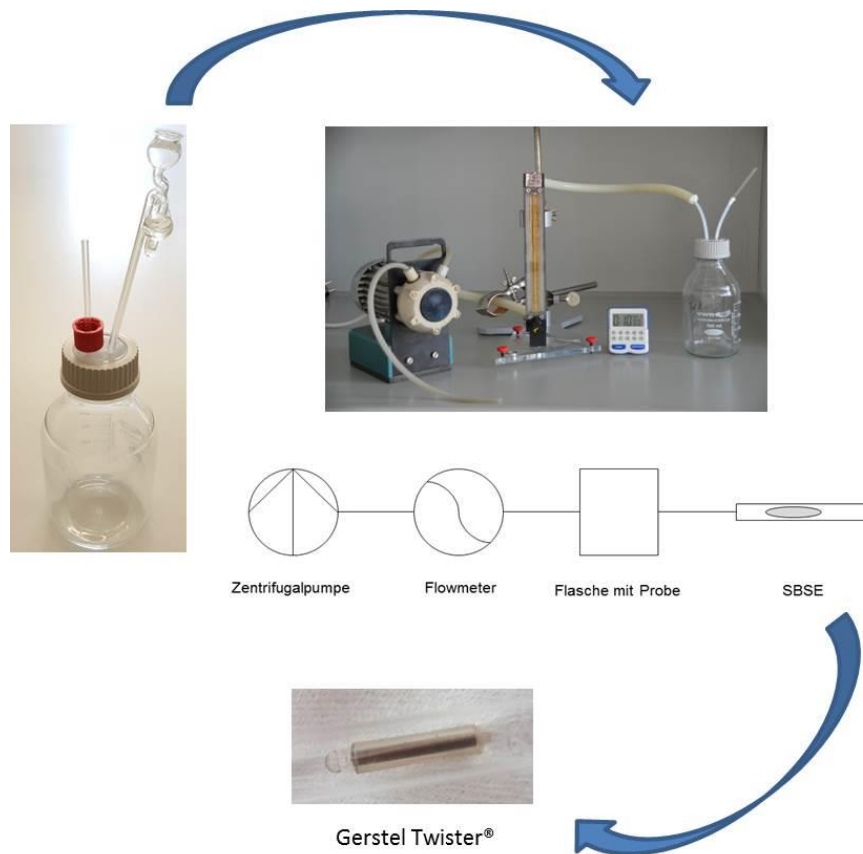 Zentrifugalpumpe
Flowmeter
Flasche mit Probe
SBSE
Gerstel Twister®